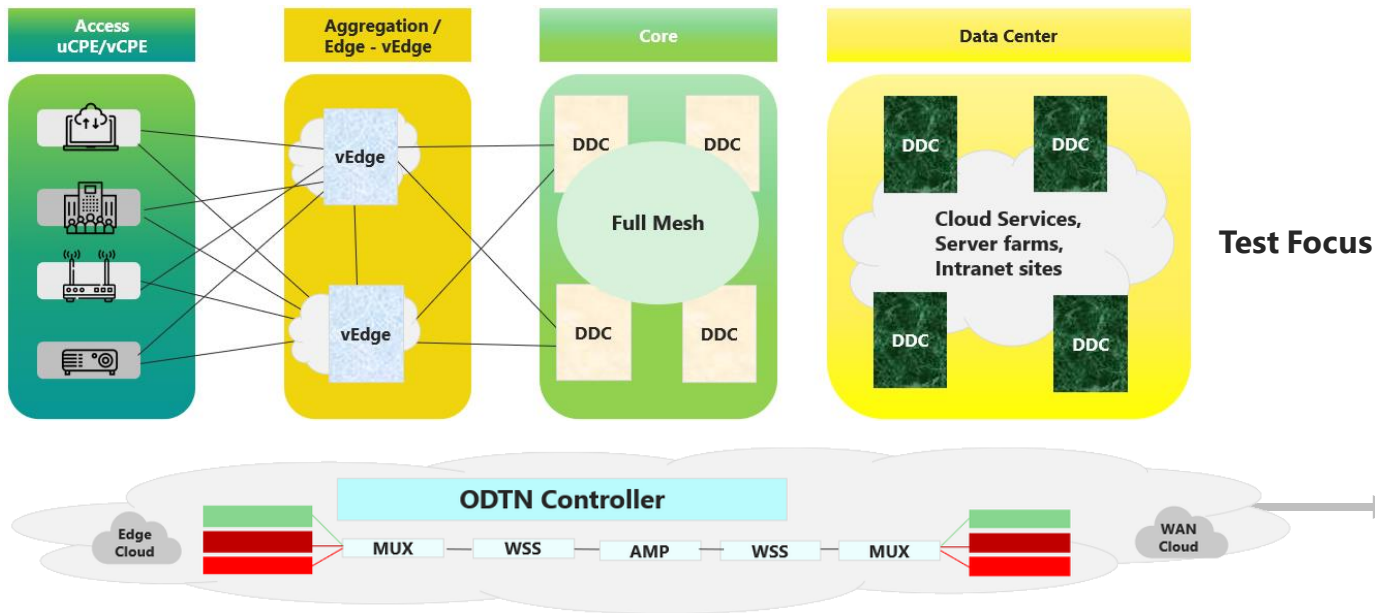 Access
uCPE/vCPE
Aggregation /
Edge - vEdge
Core
Data Center
vEdge
vEdge
DDC
DDC
Full Mesh
DDC
DDC
DDC
DDC
Cloud Services,
Server farms,
Intranet sites
DDC
DDC
Test Focus
ODTN Controller
Edge
Cloud
MUX
WSS
AMP
WSS
MUX
WAN
Cloud